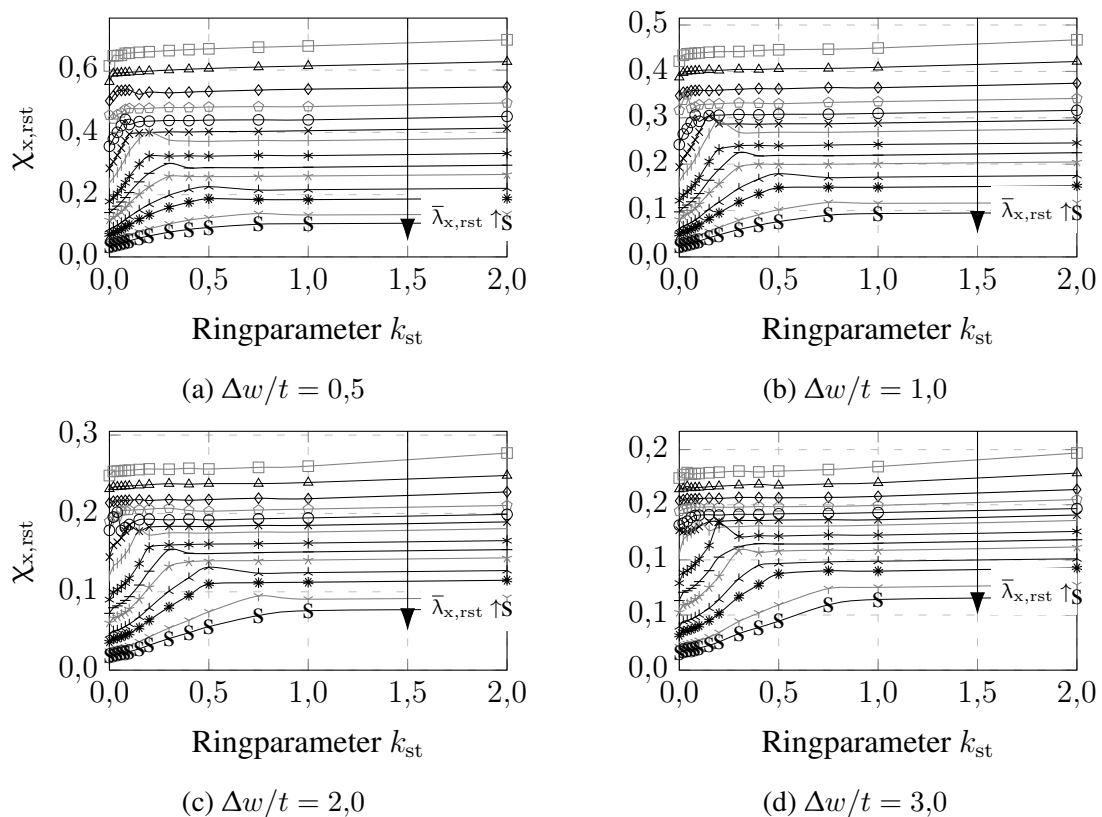 χx,rst
0,6
0,4
0,2
0,0
0,0 0,5 1,0 1,5 2,0
λ̄x,rst ↑
Ringparameter kst
(a) Δw/t = 0,5
0,5
0,4
0,3
0,2
0,1
0,0
0,0 0,5 1,0 1,5 2,0
λ̄x,rst ↑
Ringparameter kst
(b) Δw/t = 1,0
χx,rst
0,3
0,2
0,1
0,0
0,0 0,5 1,0 1,5 2,0
λ̄x,rst ↑
Ringparameter kst
(c) Δw/t = 2,0
0,2
0,2
0,1
0,1
0,0
0,0 0,5 1,0 1,5 2,0
λ̄x,rst ↑
Ringparameter kst
(d) Δw/t = 3,0